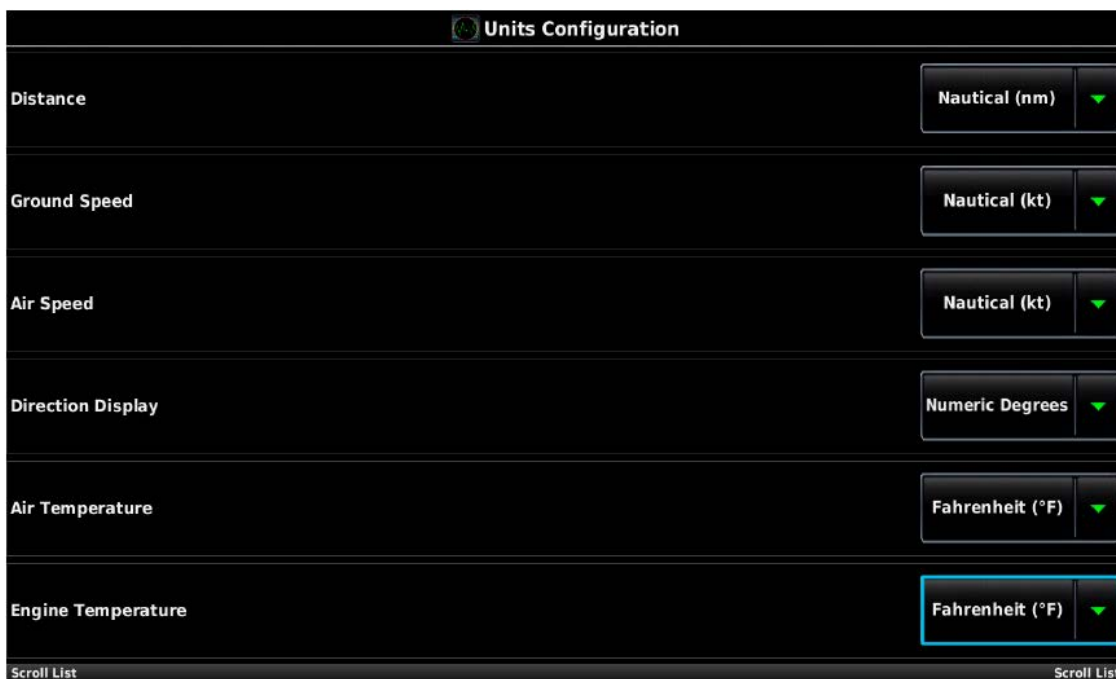 Units Configuration
Distance Nautical (nm)
Ground Speed Nautical (kt)
Air Speed Nautical (kt)
Direction Display Numeric Degrees
Air Temperature Fahrenheit (°F)
Engine Temperature Fahrenheit (°F)
Scroll List Scroll List